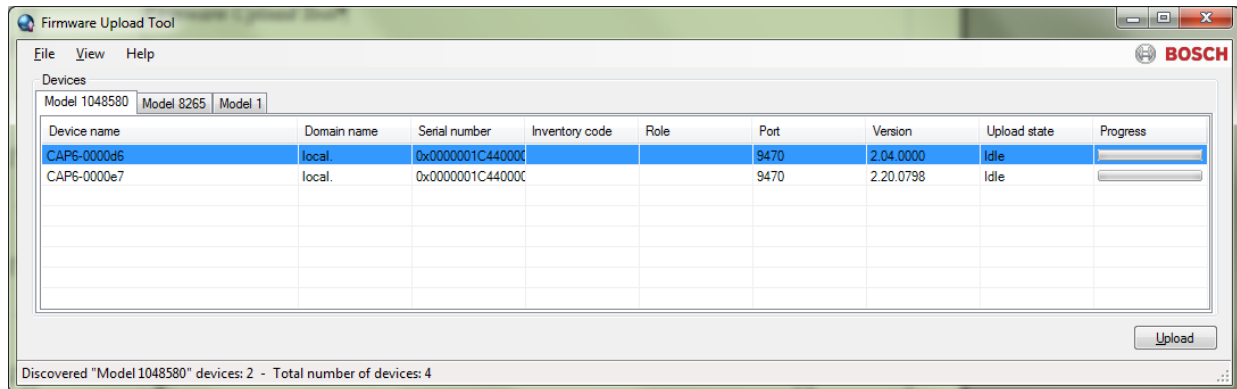 Firmware Upload Tool
File View Help BOSCH
Devices
Model 1048580 Model 8265 Model 1
Device name Domain name Serial number Inventory code Role Port Version Upload state Progress
CAP6-0000d6 local. 0x0000001C440000 9470 2.04.0000 Idle
CAP6-0000e7 local. 0x0000001C440000 9470 2.20.0798 Idle
Upload
Discovered "Model 1048580" devices: 2 - Total number of devices: 4